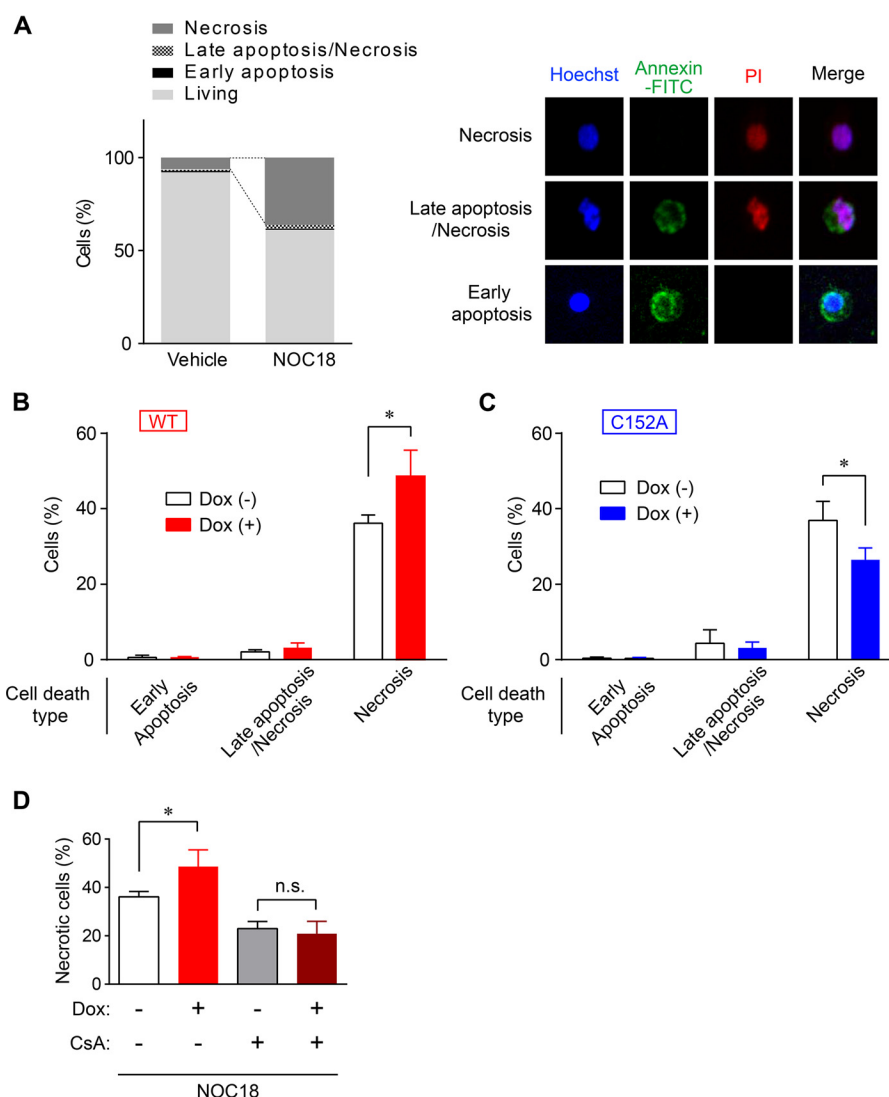 A
Necrosis
Late apoptosis/Necrosis
Early apoptosis
Living
100
50
0
Cells (%)
Vehicle
NOC18
Hoechst
Annexin
-FITC
PI
Merge
Necrosis
Late apoptosis
/Necrosis
Early
apoptosis
B
WT
60
40
20
0
Cells (%)
Dox (-)
Dox (+)
*
Cell death
type
Early
Apoptosis
Late apoptosis
/Necrosis
Necrosis
C
C152A
60
40
20
0
Cells (%)
Dox (-)
Dox (+)
*
Cell death
type
Early
Apoptosis
Late apoptosis
/Necrosis
Necrosis
D
60
40
20
0
Necrotic cells (%)
*
n.s.
Dox: - + - +
CsA: - - + +
NOC18